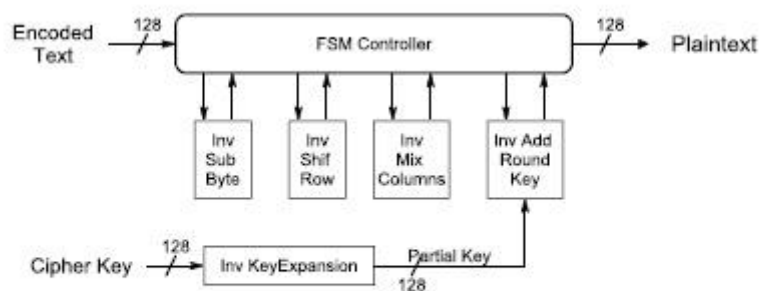 Encoded Text
128
FSM Controller
128
Plaintext
Inv Sub Byte
Inv Shif Row
Inv Mix Columns
Inv Add Round Key
Cipher Key
128
Inv KeyExpansion
Partial Key
128